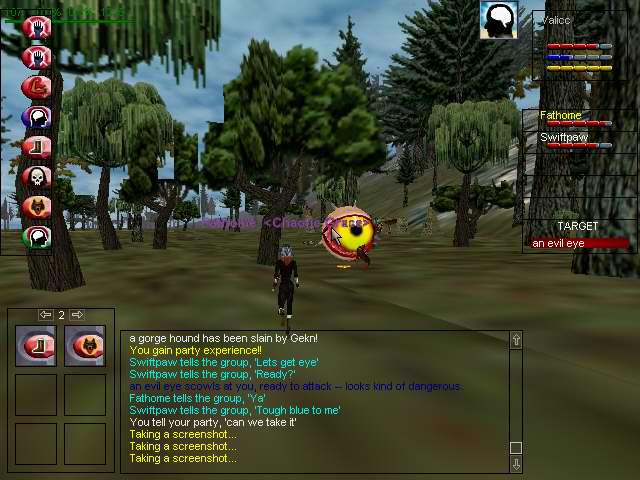 Valicc
Fathome
Swiftpaw
TARGET
an evil eye
2
a gorge hound has been slain by Gekn!
You gain party experience!!
Swiftpaw tells the group, 'Lets get eye'
Swiftpaw tells the group, 'Ready?'
an evil eye scowls at you, ready to attack -- looks kind of dangerous.
Fathome tells the group, 'Ya'
Swiftpaw tells the group, 'Tough blue to me'
You tell your party, 'can we take it'
Taking a screenshot...
Taking a screenshot...
Taking a screenshot...